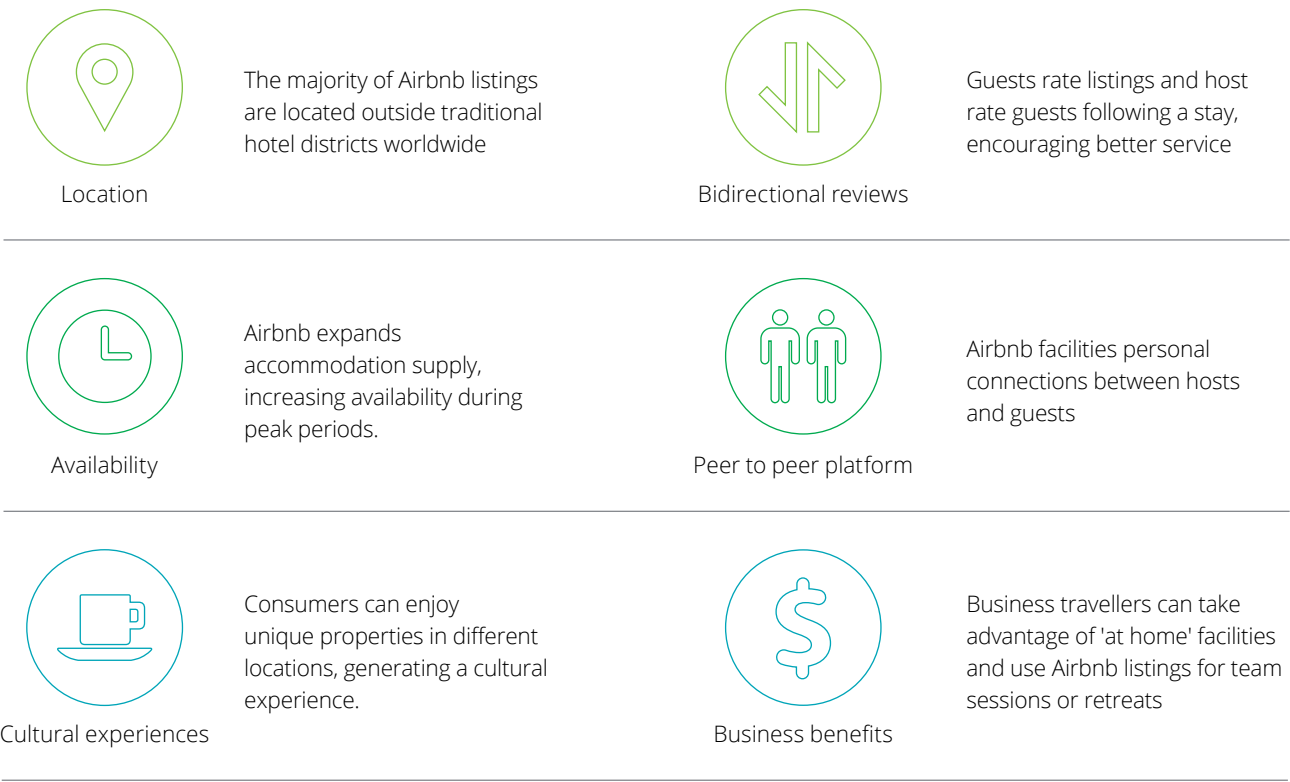 The majority of Airbnb listings
are located outside traditional
hotel districts worldwide
Location
Guests rate listings and host
rate guests following a stay,
encouraging better service
Bidirectional reviews
Airbnb expands
accommodation supply,
increasing availability during
peak periods.
Availability
Airbnb facilities personal
connections between hosts
and guests
Peer to peer platform
Consumers can enjoy
unique properties in different
locations, generating a cultural
experience.
Cultural experiences
Business travellers can take
advantage of 'at home' facilities
and use Airbnb listings for team
sessions or retreats
Business benefits